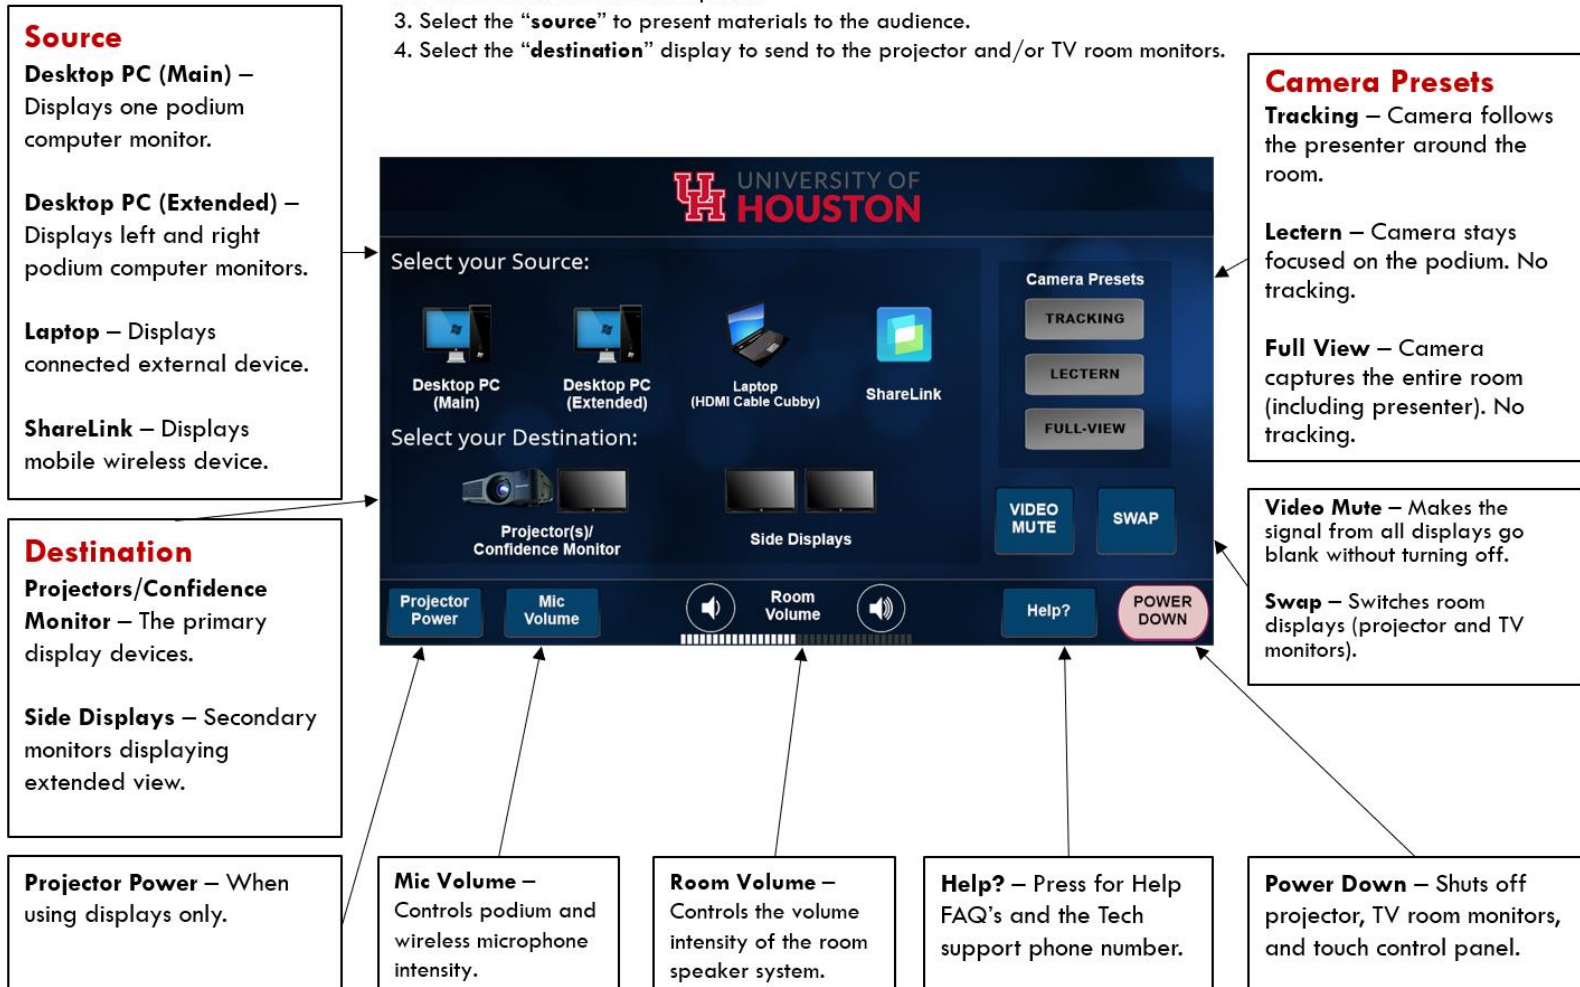 3. Select the “source” to present materials to the audience.
4. Select the “destination” display to send to the projector and/or TV room monitors.
Source
Desktop PC (Main) –
Displays one podium
computer monitor.
Desktop PC (Extended) –
Displays left and right
podium computer monitors.
Laptop – Displays
connected external device.
ShareLink – Displays
mobile wireless device.
Destination
Projectors/Confidence
Monitor – The primary
display devices.
Side Displays – Secondary
monitors displaying
extended view.
Projector Power – When
using displays only.
UNIVERSITY OF
HOUSTON
Select your Source:
Desktop PC
(Main)
Desktop PC
(Extended)
Laptop
(HDMI Cable Cubby)
ShareLink
Select your Destination:
Projector(s)/
Confidence Monitor
Side Displays
Camera Presets
TRACKING
LECTERN
FULL-VIEW
VIDEO
MUTE
SWAP
Projector
Power
Mic
Volume
Room
Volume
Help?
POWER
DOWN
Camera Presets
Tracking – Camera follows
the presenter around the
room.
Lectern – Camera stays
focused on the podium. No
tracking.
Full View – Camera
captures the entire room
(including presenter). No
tracking.
Video Mute – Makes the
signal from all displays go
blank without turning off.
Swap – Switches room
displays (projector and TV
monitors).
Mic Volume –
Controls podium and
wireless microphone
intensity.
Room Volume –
Controls the volume
intensity of the room
speaker system.
Help? – Press for Help
FAQ’s and the Tech
support phone number.
Power Down – Shuts off
projector, TV room monitors,
and touch control panel.